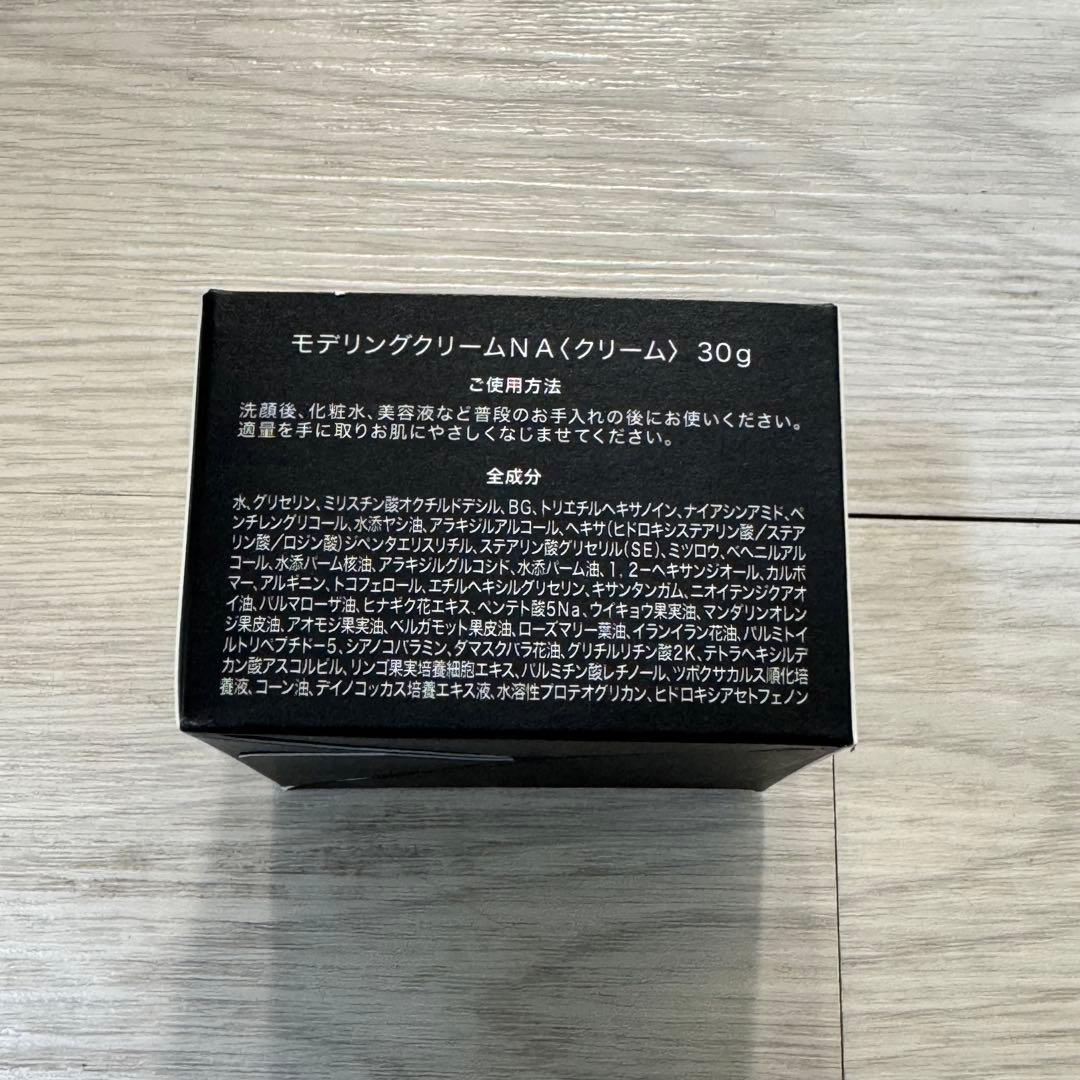 モデリングクリームNA〈クリーム〉 30g
ご使用方法
洗顔後、化粧水、美容液など普段のお手入れの後にお使いください。
適量を手に取りお肌にやさしくなじませてください。
全成分
水、グリセリン、ミリスチン酸オクチルドデシル、BG、トリエチルヘキサノイン、ナイアシンアミド、ペ
ンチレングリコール、水添ヤシ油、アラキジルアルコール、ヘキサ(ヒドロキシステアリン酸/ステア
リン酸/ロジン酸)ジペンタエリスリチル、ステアリン酸グリセリル(SE)、ミツロウ、ベヘニルアル
コール、水添パーム核油、アラキジルグルコシド、水添パーム油、1,2-ヘキサンジオール、カルボ
マー、アルギニン、トコフェロール、エチルヘキシルグリセリン、キサンタンガム、ニオイテンジクアオ
イ油、パルマローザ油、ヒナギク花エキス、ペンテト酸5Na、ウイキョウ果実油、マンダリンオレン
ジ果皮油、アオモジ果実油、ベルガモット果皮油、ローズマリー葉油、イランイラン花油、パルミトイ
ルトリペプチド-5、シアノコバラミン、ダマスクバラ花油、グリチルリチン酸2K、テトラヘキシルデ
カン酸アスコルビル、リンゴ果実培養細胞エキス、パルミチン酸レチノール、ツボクサカルス順化培
養液、コーン油、デイノコッカス培養エキス液、水溶性プロテオグリカン、ヒドロキシアセトフェノン